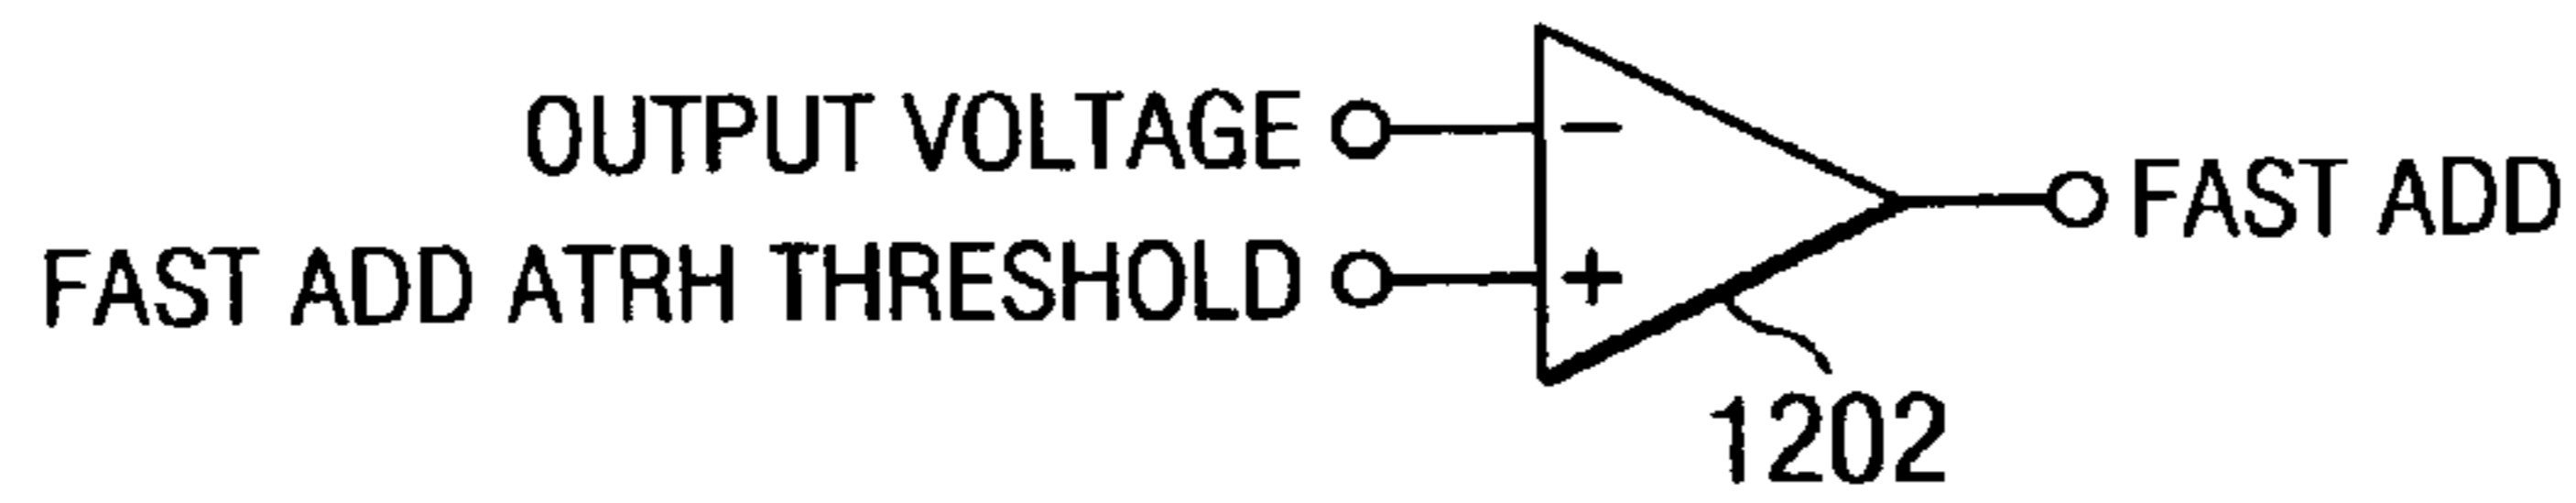 OUTPUT VOLTAGE
FAST ADD ATRH THRESHOLD
−
+
FAST ADD
1202